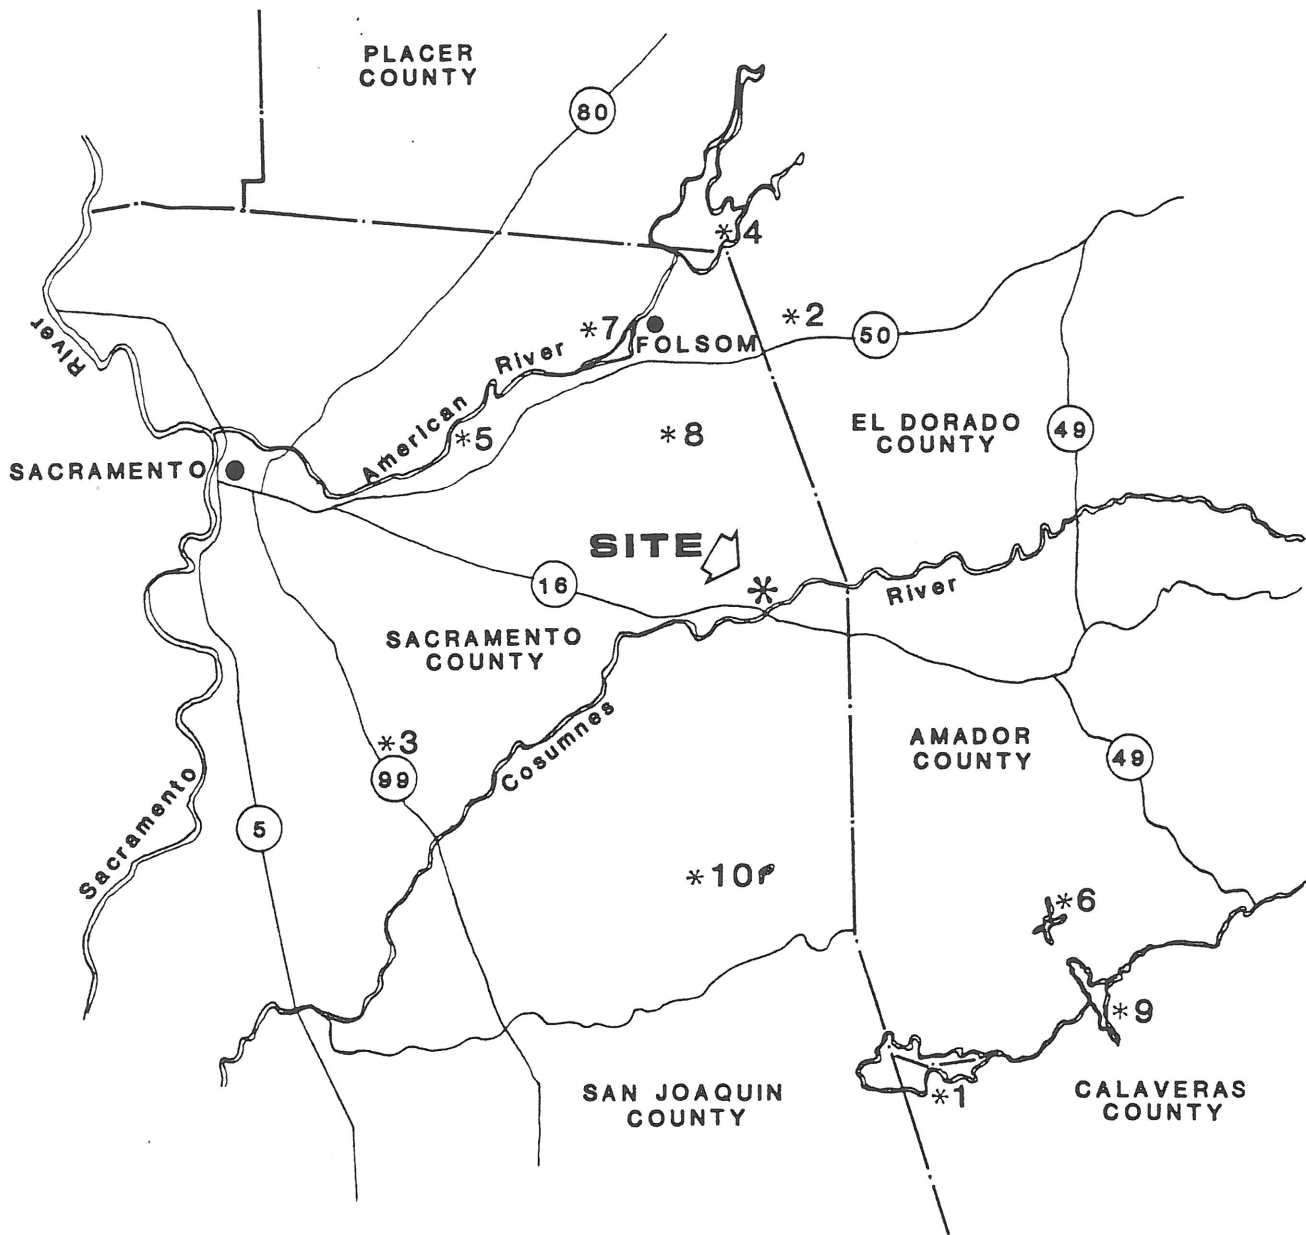 PLACER
COUNTY
80
*4
*2
*7
50
River
FOLSOM
River
American
EL DORADO
COUNTY
49
*5
*8
SACRAMENTO
SITE
16
River
SACRAMENTO
COUNTY
Cosumnes
*3
99
AMADOR
COUNTY
49
Sacramento
5
*10
*6
*9
SAN JOAQUIN
COUNTY
*1
CALAVERAS
COUNTY